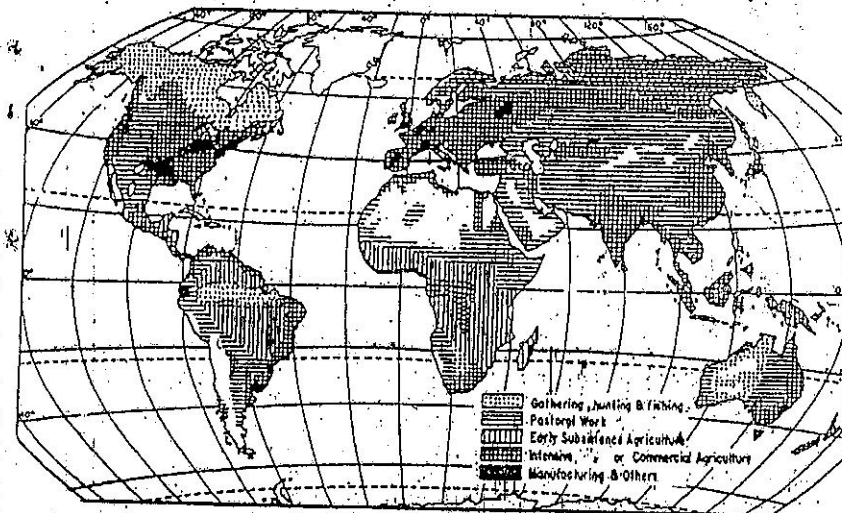 Gathering, hunting & fishing
Pastoral Work
Early Subsistence Agriculture
Intensive " or Commercial Agriculture
Manufacturing & Others